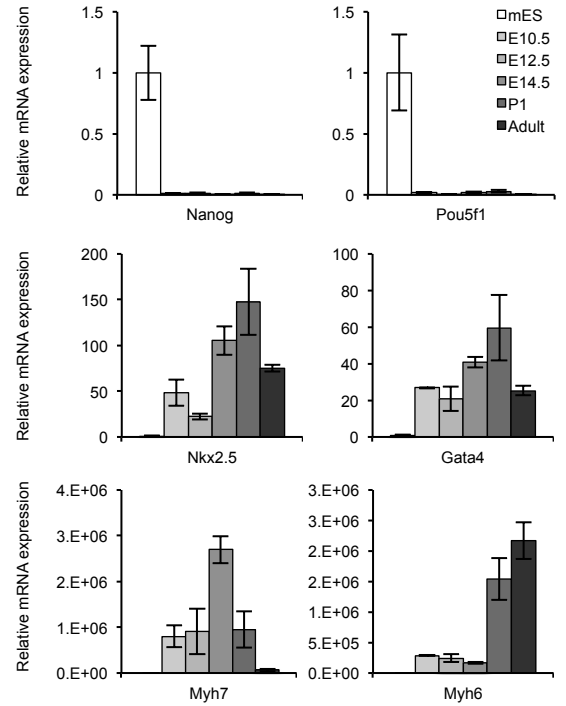 Relative mRNA expression
1.5
1
0.5
0
Nanog
1.5
1
0.5
0
Pou5f1
mES
E10.5
E12.5
E14.5
P1
Adult
Relative mRNA expression
200
150
100
50
0
Nkx2.5
100
80
60
40
20
0
Gata4
Relative mRNA expression
4.E+06
3.E+06
2.E+06
1.E+06
0.E+00
Myh7
3.E+06
3.E+06
2.E+06
2.E+06
1.E+06
5.E+05
0.E+00
Myh6